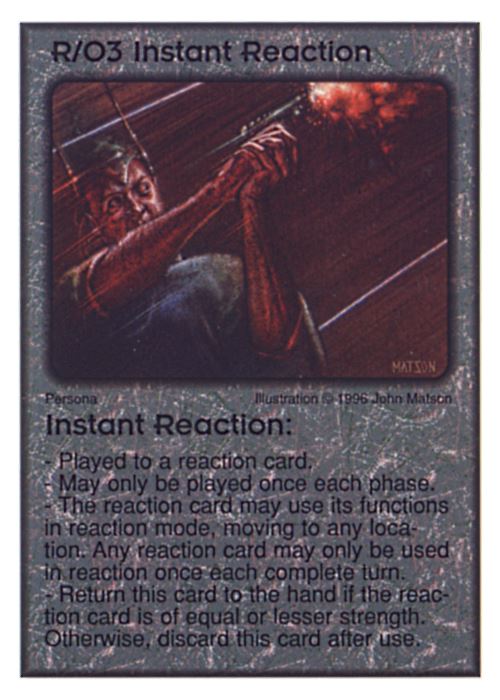 R/O3 Instant Reaction
MATSON
Persona
Illustration © 1996 John Matson
Instant Reaction:
- Played to a reaction card.
- May only be played once each phase.
- The reaction card may use its functions
in reaction mode, moving to any loca-
tion. Any reaction card may only be used
in reaction once each complete turn.
- Return this card to the hand if the reac-
tion card is of equal or lesser strength.
Otherwise, discard this card after use.